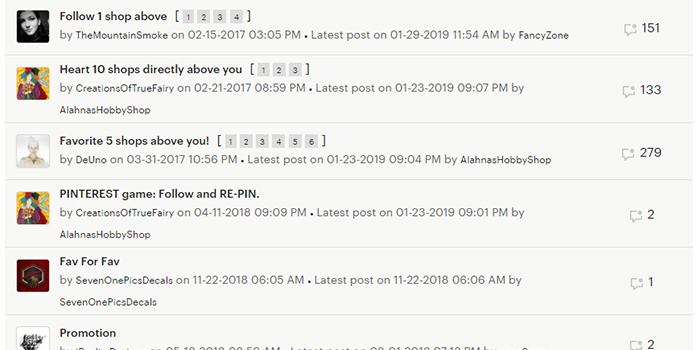 Follow 1 shop above [ 1 2 3 4 ]
by TheMountainSmoke on 02-15-2017 03:05 PM • Latest post on 01-29-2019 11:54 AM by FancyZone
151
Heart 10 shops directly above you [ 1 2 3 ]
by CreationsOfTrueFairy on 02-21-2017 08:59 PM • Latest post on 01-23-2019 09:07 PM by
AlahnasHobbyShop
133
Favorite 5 shops above you! [ 1 2 3 4 5 6 ]
by DeUno on 03-31-2017 10:56 PM • Latest post on 01-23-2019 09:04 PM by AlahnasHobbyShop
279
PINTEREST game: Follow and RE-PIN.
by CreationsOfTrueFairy on 04-11-2018 09:09 PM • Latest post on 01-23-2019 09:01 PM by
AlahnasHobbyShop
2
Fav For Fav
by SevenOnePicsDecals on 11-22-2018 06:05 AM • Latest post on 11-22-2018 06:06 AM by
SevenOnePicsDecals
1
Promotion
2